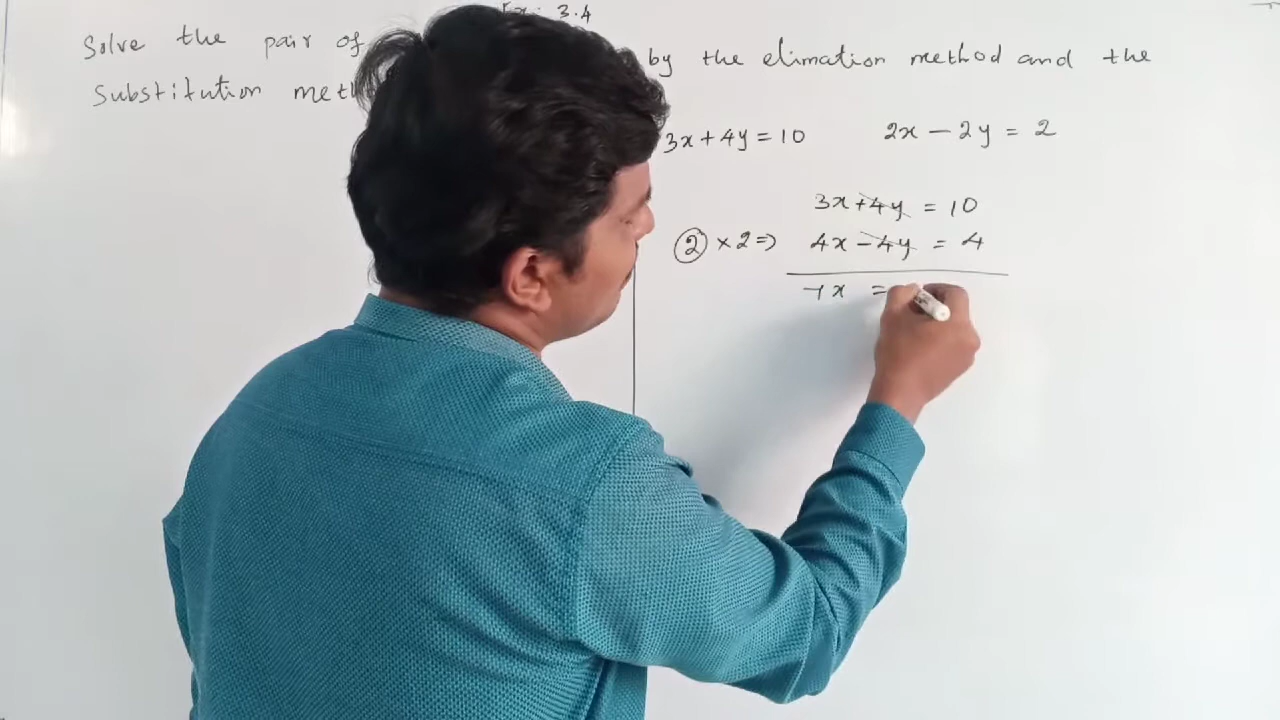 Ex: 3.4
Solve the pair of by the elimation method and the
Substitution
3x + 4y = 10 2x - 2y = 2
3x + 4y = 10
② × 2 ⇒ 4x - 4y = 4
7x =